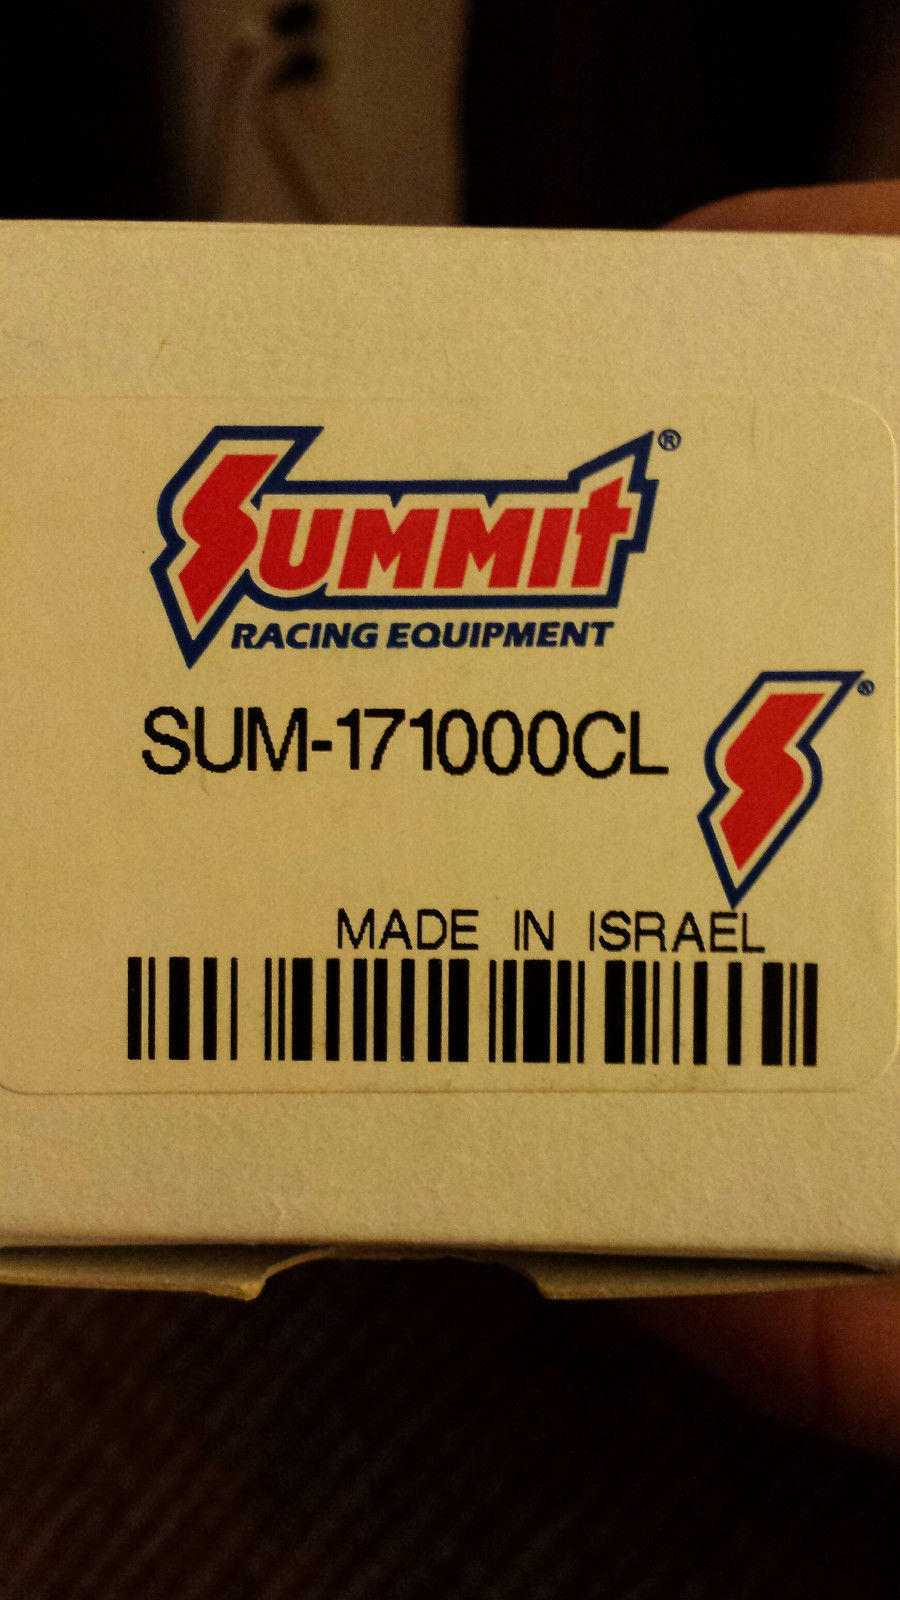 SUMMIT®
RACING EQUIPMENT
SUM-171000CL
S®
MADE IN ISRAEL